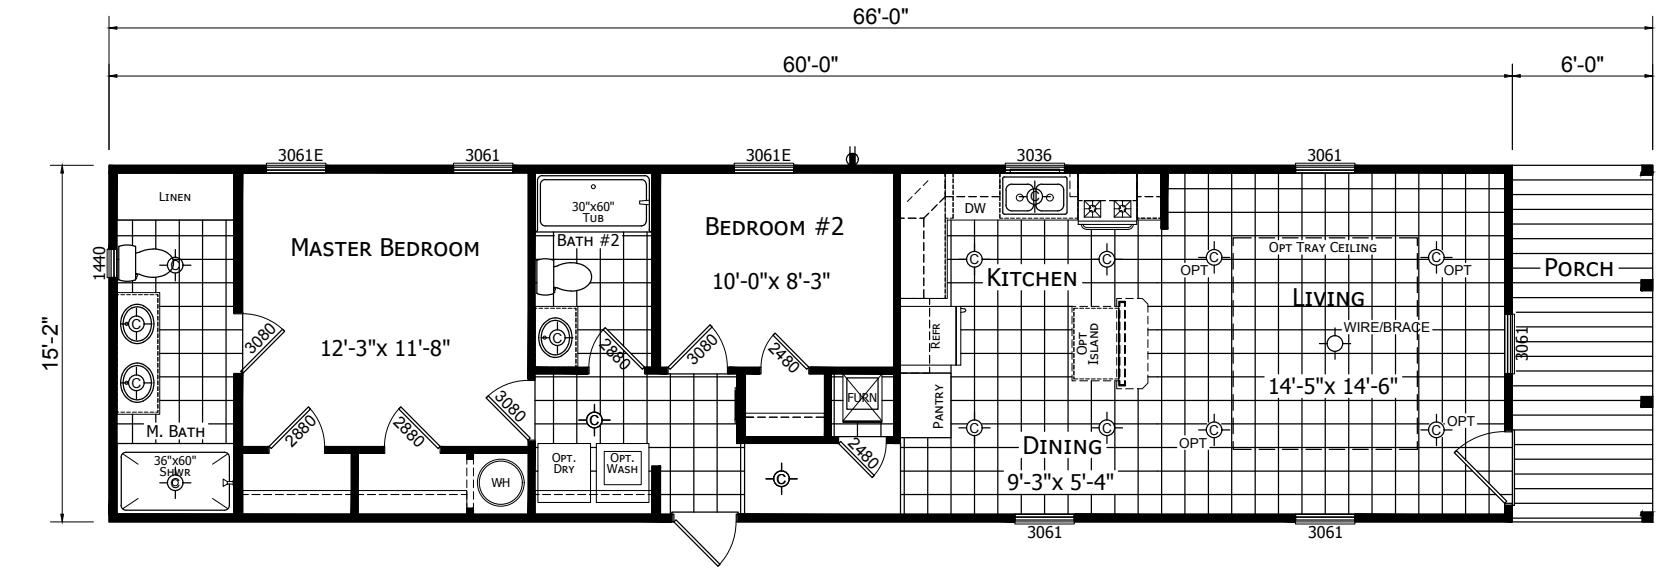 66'-0"
60'-0"
6'-0"
15'-2"
3061E
3061
3061E
3036
3061
LINEN
1440
MASTER BEDROOM
12'-3"x 11'-8"
3080
2880
2880
3080
M. BATH
36"x60"
SHWR
C
C
C
C
WH
30"x60"
TUB
BATH #2
C
2880
C
OPT.
DRY
OPT.
WASH
BEDROOM #2
10'-0"x 8'-3"
3080
2480
FURN
2480
C
DW
C
REFR
PANTRY
KITCHEN
C
C
OPT
ISLAND
C
C
DINING
9'-3"x 5'-4"
OPT TRAY CEILING
C
OPT
C
OPT
LIVING
WIRE/BRACE
14'-5"x 14'-6"
C
OPT
C
OPT
3061
PORCH
3061
3061